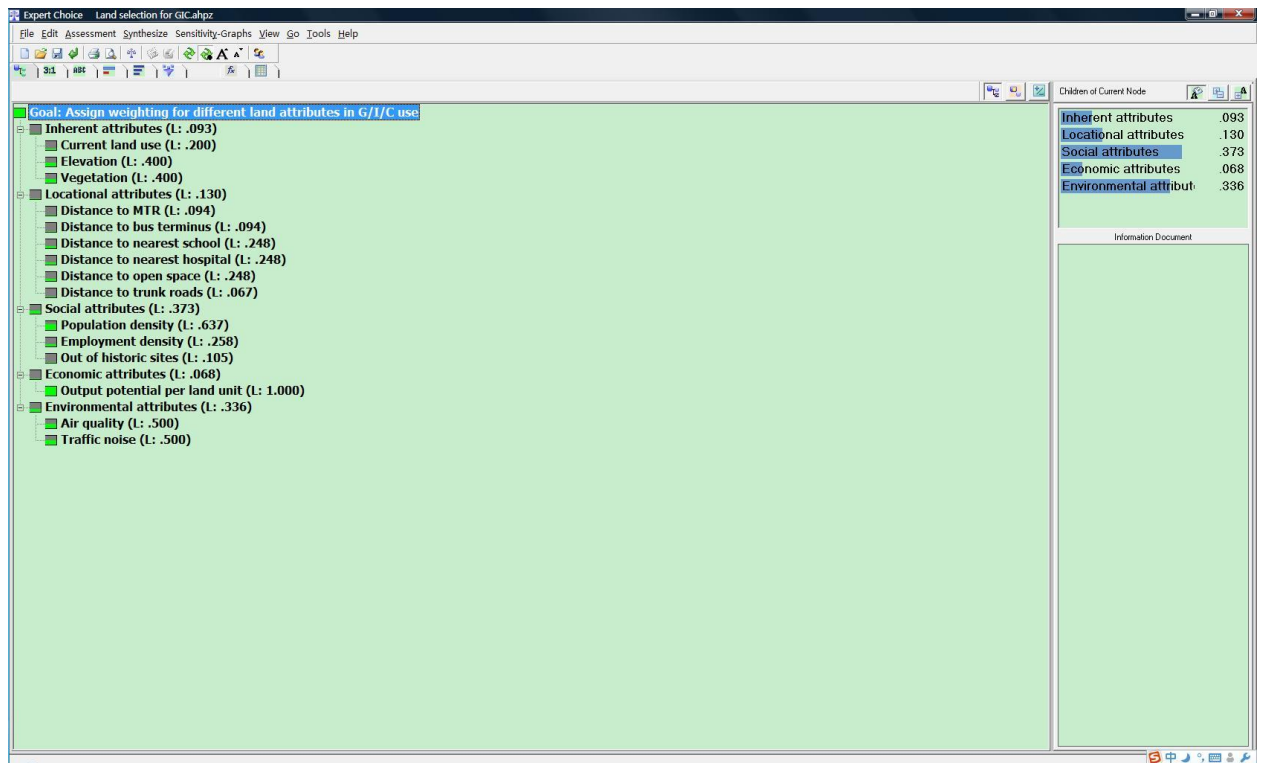 Expert Choice Land selection for GIC.ahpz
File Edit Assessment Synthesize Sensitivity-Graphs View Go Tools Help
3:1 ABC
Children of Current Node
Goal: Assign weighting for different land attributes in G/I/C use
Inherent attributes (L: .093)
Current land use (L: .200)
Elevation (L: .400)
Vegetation (L: .400)
Locational attributes (L: .130)
Distance to MTR (L: .094)
Distance to bus terminus (L: .094)
Distance to nearest school (L: .248)
Distance to nearest hospital (L: .248)
Distance to open space (L: .248)
Distance to trunk roads (L: .067)
Social attributes (L: .373)
Population density (L: .637)
Employment density (L: .258)
Out of historic sites (L: .105)
Economic attributes (L: .068)
Output potential per land unit (L: 1.000)
Environmental attributes (L: .336)
Air quality (L: .500)
Traffic noise (L: .500)
Inherent attributes .093
Locational attributes .130
Social attributes .373
Economic attributes .068
Environmental attribut .336
Information Document
中